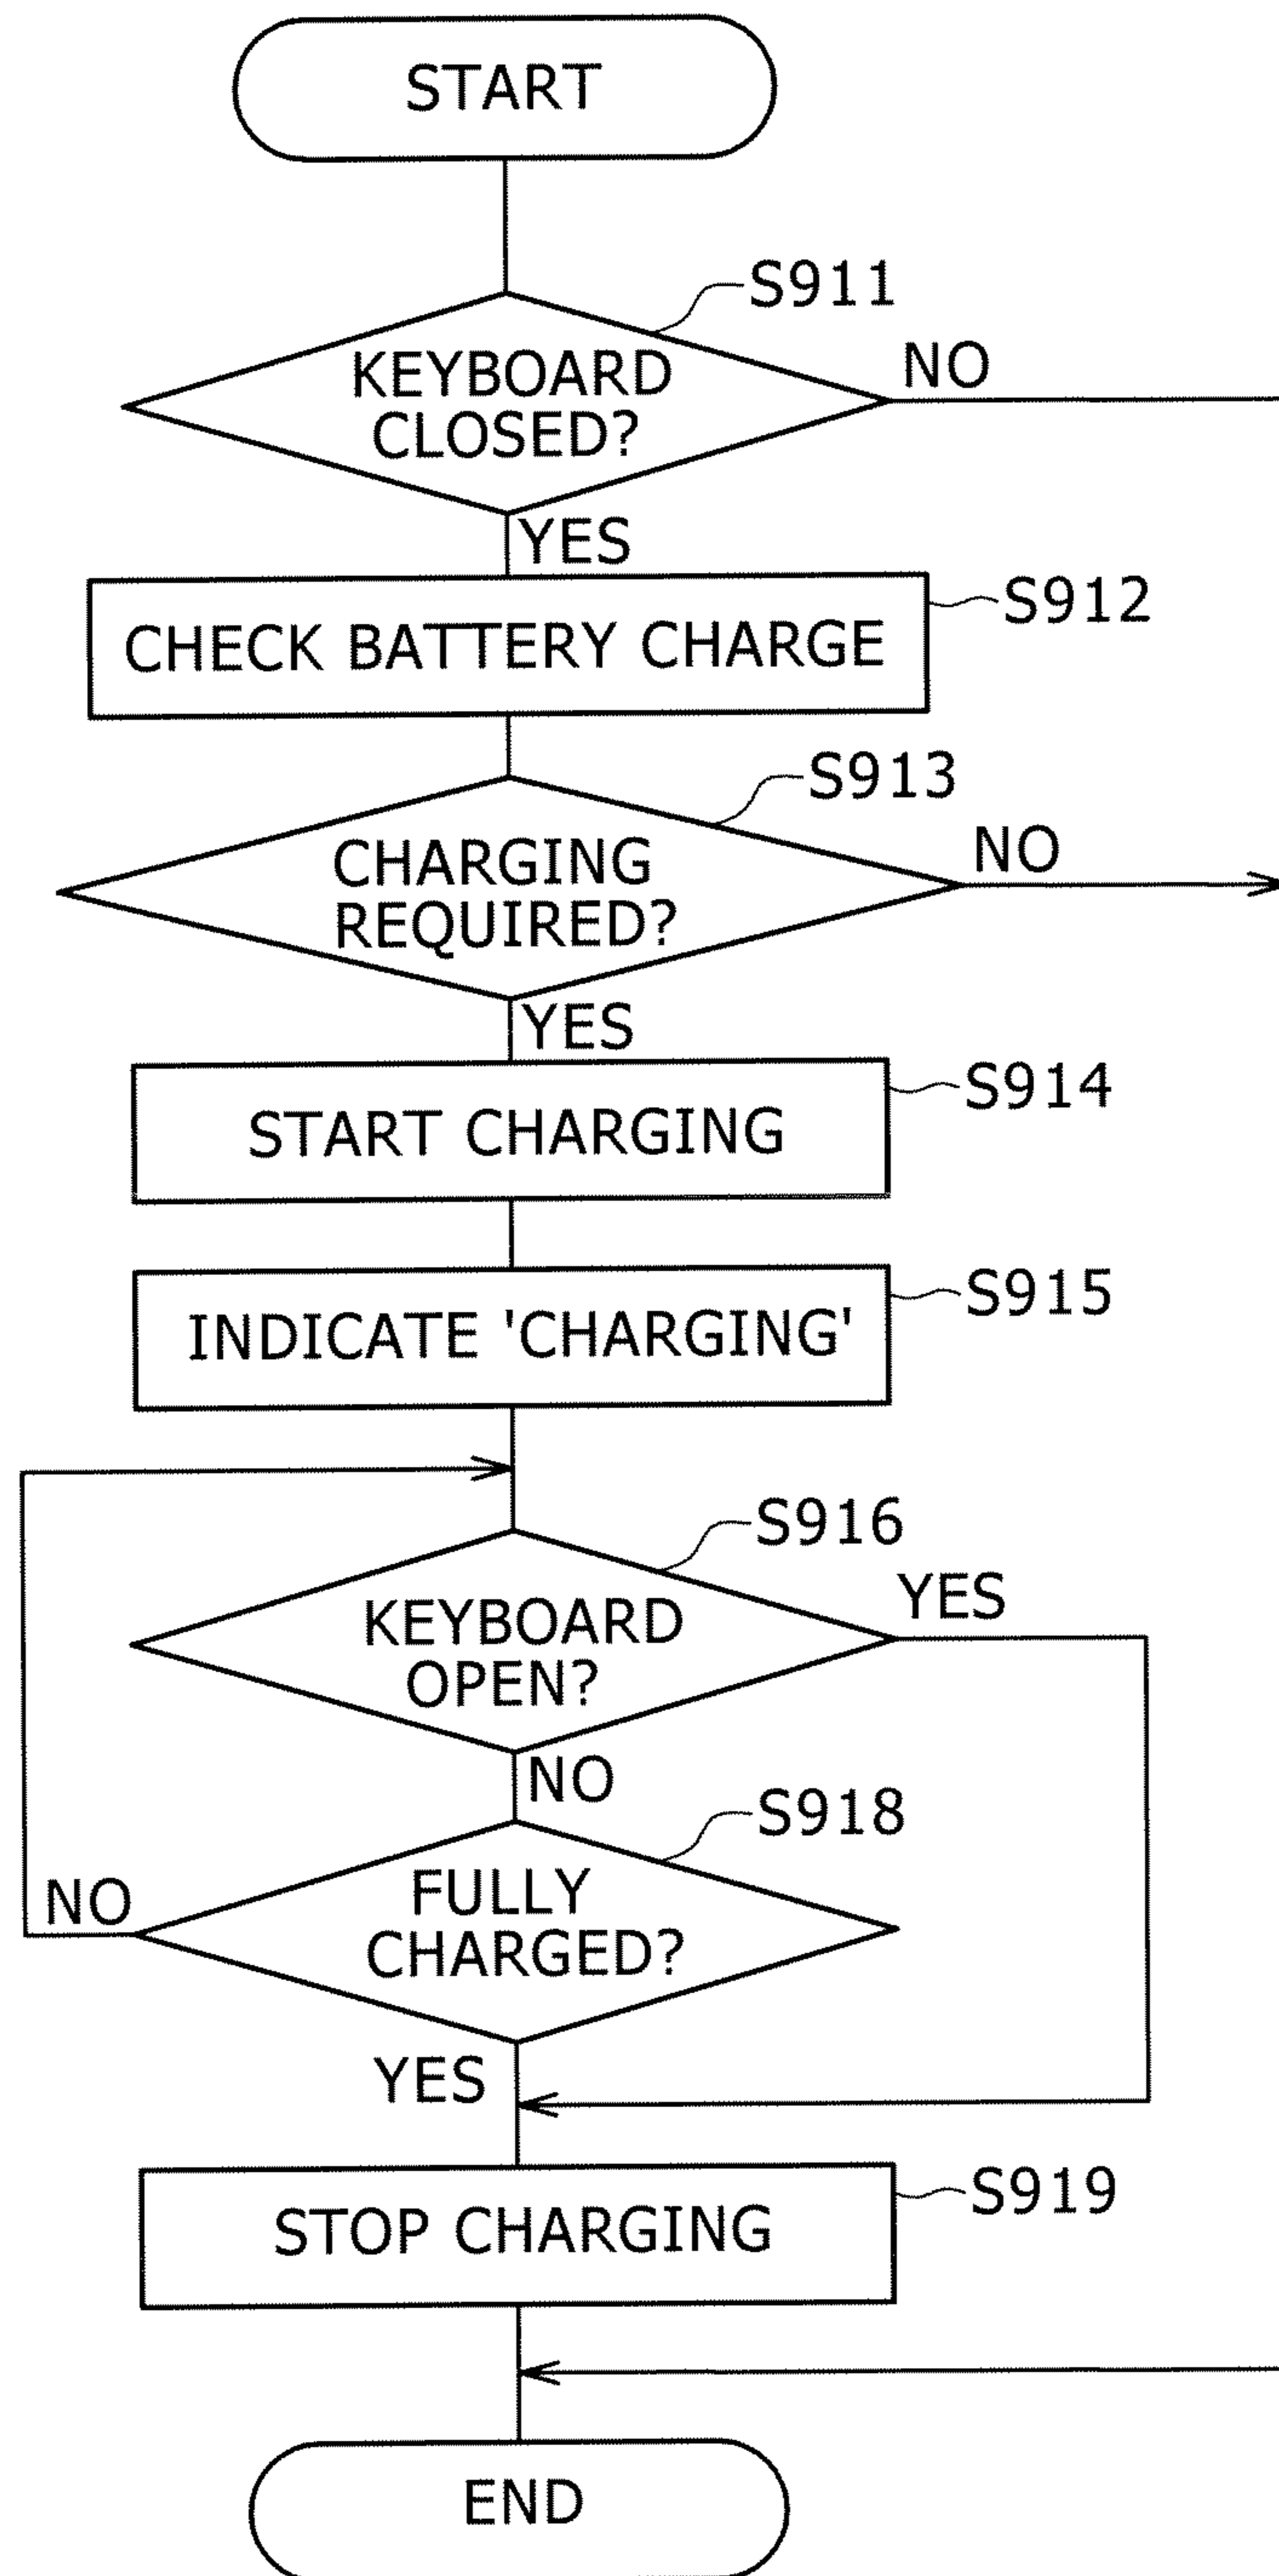 START
S911
KEYBOARD
CLOSED?
NO
YES
S912
CHECK BATTERY CHARGE
S913
CHARGING
REQUIRED?
NO
YES
S914
START CHARGING
S915
INDICATE 'CHARGING'
S916
KEYBOARD
OPEN?
YES
NO
S918
FULLY
CHARGED?
NO
YES
S919
STOP CHARGING
END